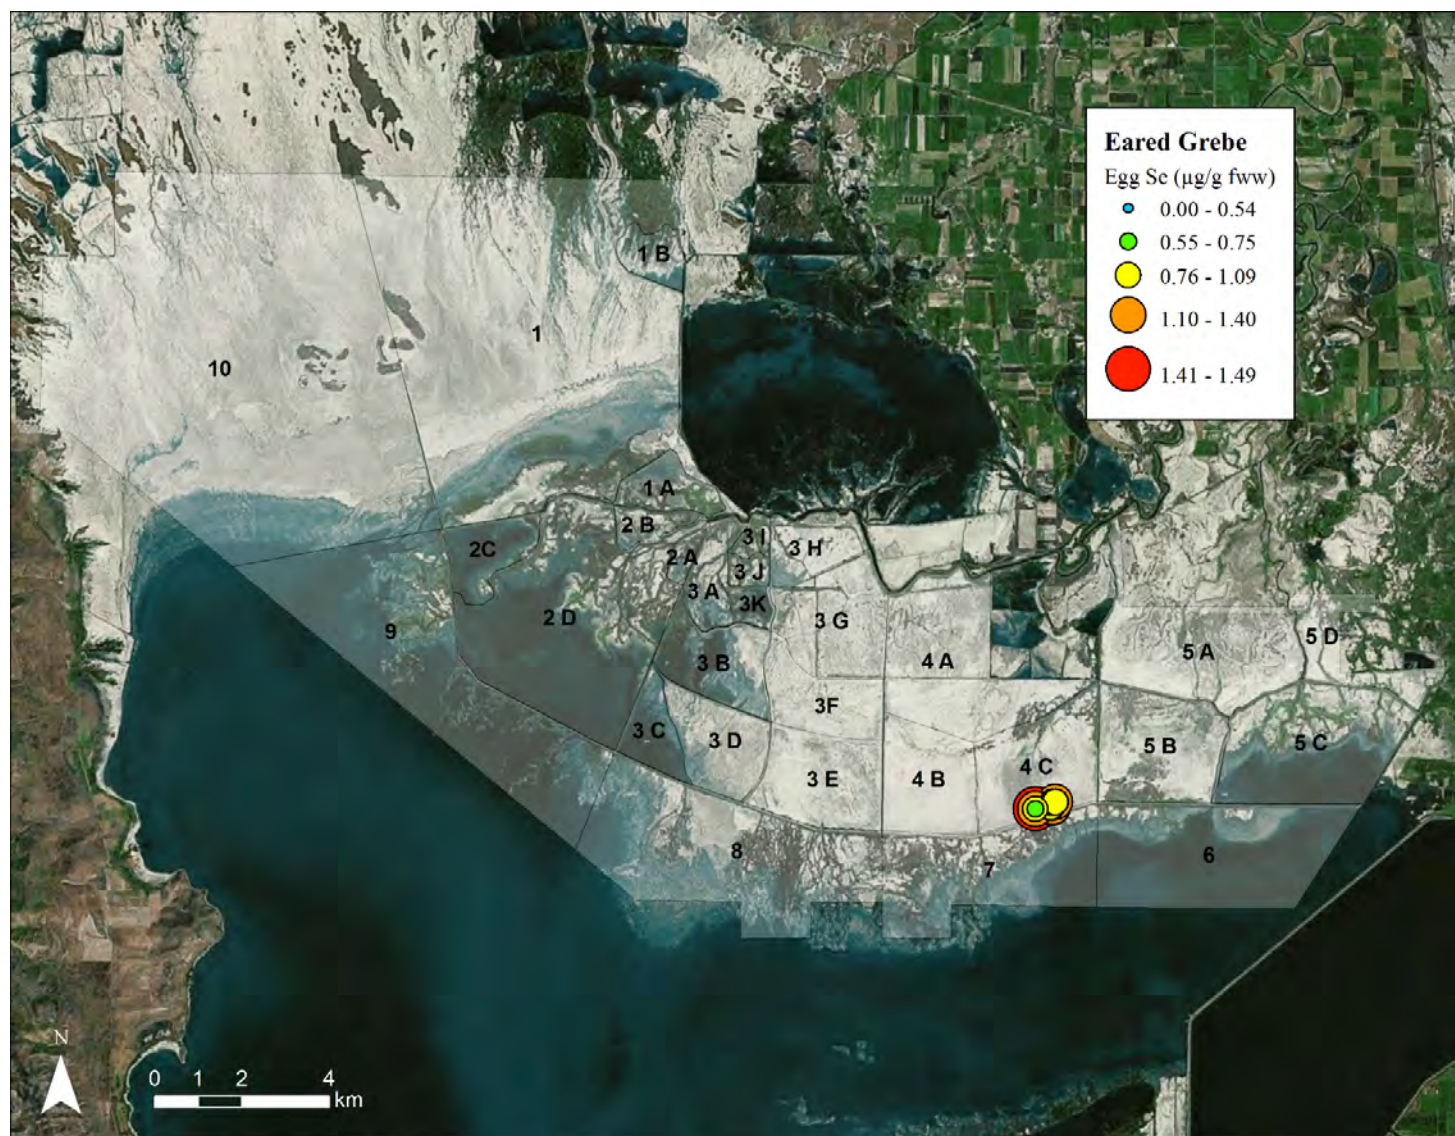 Eared Grebe
Egg Se (µg/g fww)
0.00 - 0.54
0.55 - 0.75
0.76 - 1.09
1.10 - 1.40
1.41 - 1.49
1 B
1
10
1 A
2 B
3 I
2C
2 A
3 H
3 J
3 A
3K
2 D
3 G
9
5 D
5 A
3 B
4 A
3F
3 C
3 D
5 B
5 C
4 C
3 E
4 B
8
6
7
N
0 1 2 4
km